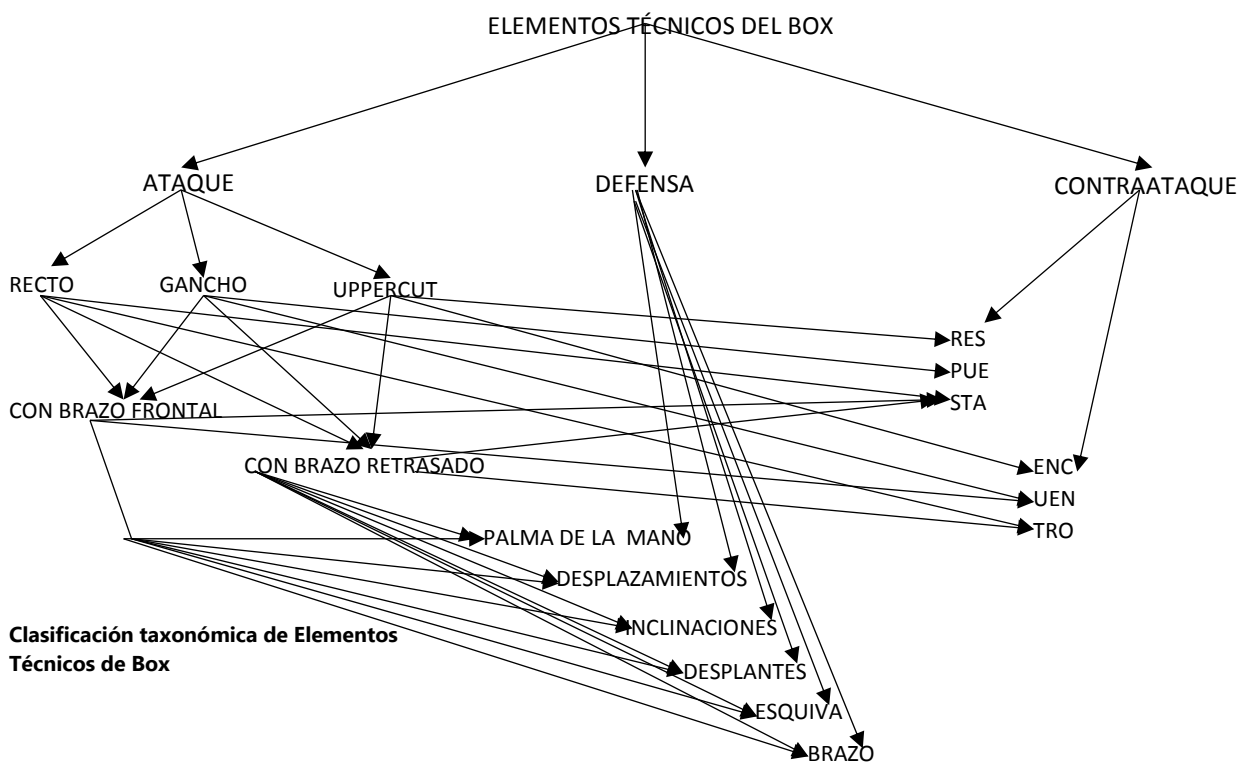 ELEMENTOS TÉCNICOS DEL BOX
ATAQUE
DEFENSA
CONTRAATAQUE
RECTO
GANCHO
UPPERCUT
RES
PUE
STA
CON BRAZO FRONTAL
CON BRAZO RETRASADO
ENC
UEN
TRO
PALMA DE LA MANO
DESPLAZAMIENTOS
INCLINACIONES
DESPLANTES
ESQUIVA
BRAZO
Clasificación taxonómica de Elementos
Técnicos de Box